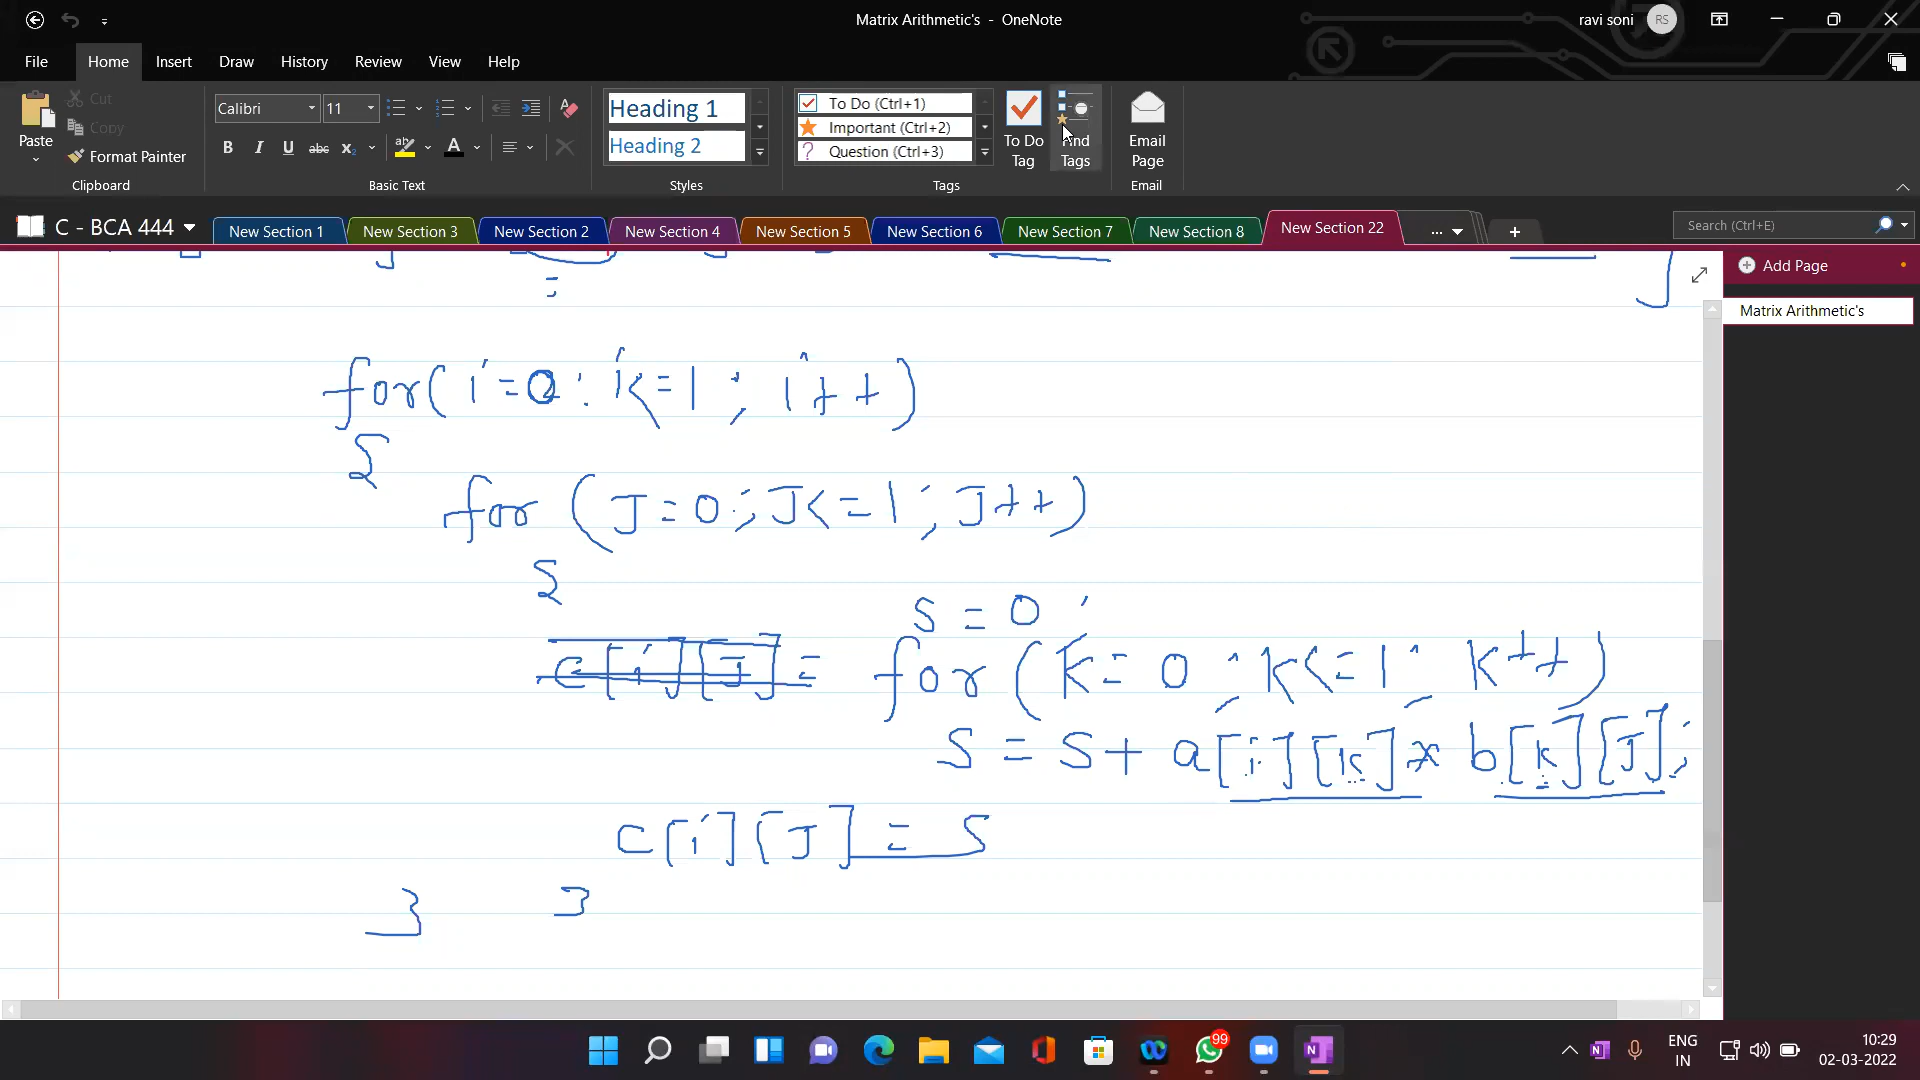 Matrix Arithmetic's - OneNote
ravi soni RS
File Home Insert Draw History Review View Help
Paste
Cut
Copy
Format Painter
Clipboard
Calibri 11
B I U abc x₂ ab A
Basic Text
Heading 1
Heading 2
Styles
To Do (Ctrl+1)
Important (Ctrl+2)
Question (Ctrl+3)
Tags
To Do Tag
Find Tags
Email Page
Email
C - BCA 444
New Section 1 New Section 3 New Section 2 New Section 4 New Section 5 New Section 6 New Section 7 New Section 8 New Section 22 ... +
Search (Ctrl+E)
Add Page
Matrix Arithmetic's
for( i=0; i<=1; i++)
{
for (J=0; J<=1; J++)
{
S = 0;
C[i][J] = for (K=0; K<=1; K++)
S = S + a[i][k] * b[k][J];
C[i][J] = S
} }
99
ENG
IN
10:29
02-03-2022